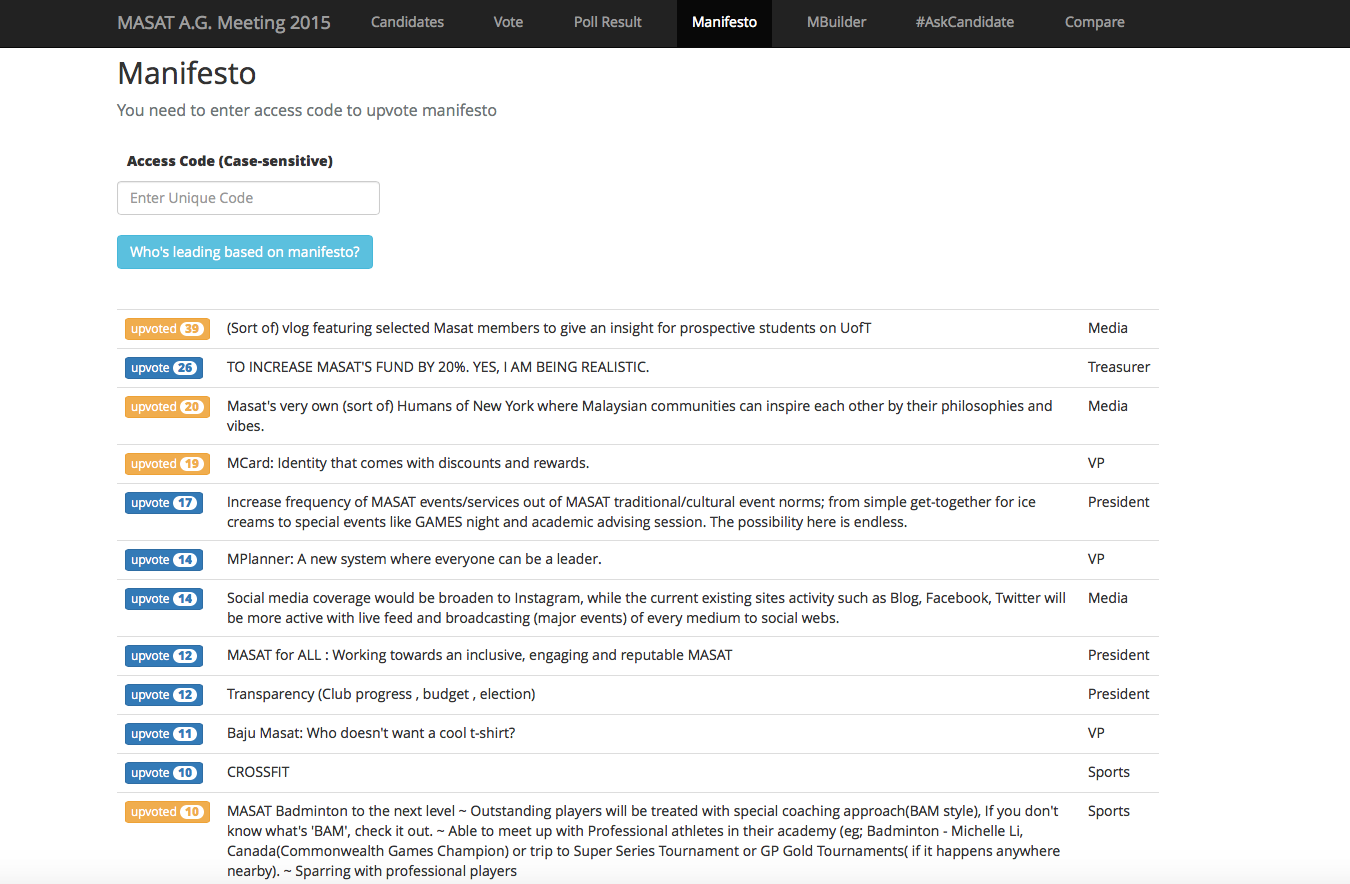 MASAT A.G. Meeting 2015 Candidates Vote Poll Result Manifesto MBuilder #AskCandidate Compare
Manifesto
You need to enter access code to upvote manifesto
Access Code (Case-sensitive)
Enter Unique Code
Who's leading based on manifesto?
upvoted 39 (Sort of) vlog featuring selected Masat members to give an insight for prospective students on UofT Media
upvote 26 TO INCREASE MASAT'S FUND BY 20%. YES, I AM BEING REALISTIC. Treasurer
upvoted 20 Masat's very own (sort of) Humans of New York where Malaysian communities can inspire each other by their philosophies and Media
vibes.
upvoted 19 MCard: Identity that comes with discounts and rewards. VP
upvote 17 Increase frequency of MASAT events/services out of MASAT traditional/cultural event norms; from simple get-together for ice President
creams to special events like GAMES night and academic advising session. The possibility here is endless.
upvote 14 MPlanner: A new system where everyone can be a leader. VP
upvote 14 Social media coverage would be broaden to Instagram, while the current existing sites activity such as Blog, Facebook, Twitter will Media
be more active with live feed and broadcasting (major events) of every medium to social webs.
upvote 12 MASAT for ALL : Working towards an inclusive, engaging and reputable MASAT President
upvote 12 Transparency (Club progress , budget , election) President
upvote 11 Baju Masat: Who doesn't want a cool t-shirt? VP
upvote 10 CROSSFIT Sports
upvoted 10 MASAT Badminton to the next level ~ Outstanding players will be treated with special coaching approach(BAM style), If you don't Sports
know what's 'BAM', check it out. ~ Able to meet up with Professional athletes in their academy (eg; Badminton - Michelle Li,
Canada(Commonwealth Games Champion) or trip to Super Series Tournament or GP Gold Tournaments( if it happens anywhere
nearby). ~ Sparring with professional players